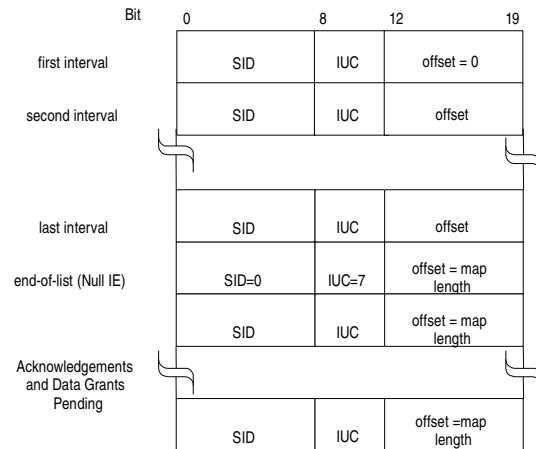 Bit 0 8 12 19
first interval SID IUC offset = 0
second interval SID IUC offset
last interval SID IUC offset
end-of-list (Null IE) SID=0 IUC=7 offset = map
length
SID IUC offset = map
length
Acknowledgements
and Data Grants
Pending
SID IUC offset =map
length